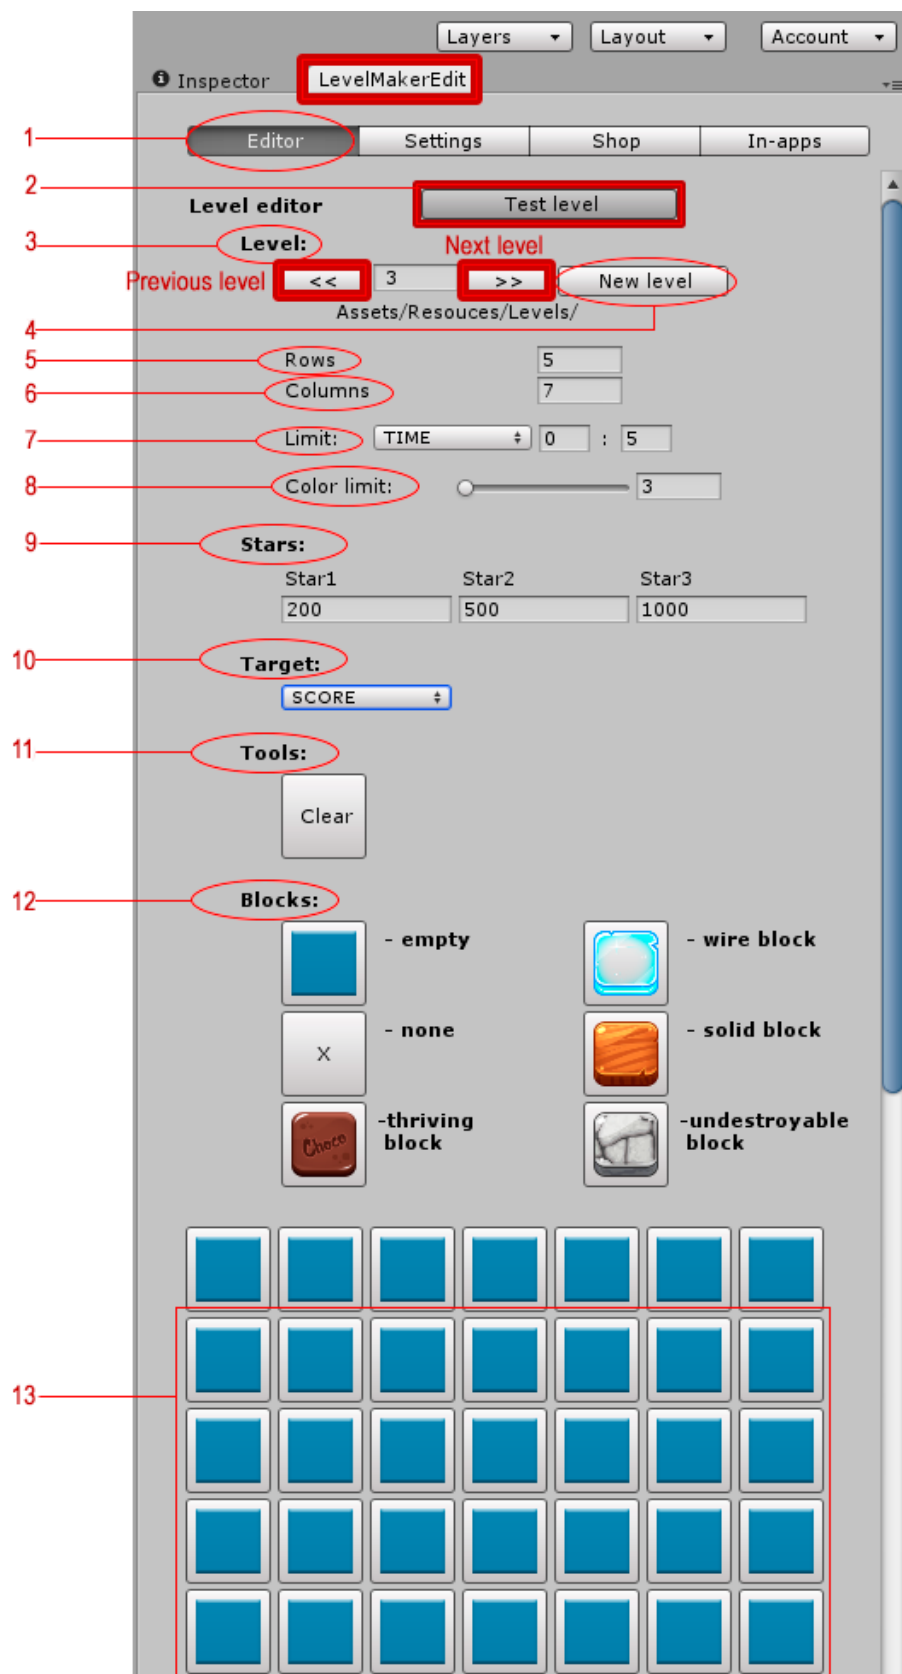 Layers Layout Account
Inspector LevelMakerEdit
1 Editor Settings Shop In-apps
2 Level editor Test level
3 Level: Next level
Previous level << 3 >> New level
4 Assets/Resouces/Levels/
5 Rows 5
6 Columns 7
7 Limit: TIME 0 : 5
8 Color limit: 3
9 Stars:
Star1 Star2 Star3
200 500 1000
10 Target:
SCORE
11 Tools:
Clear
12 Blocks:
- empty - wire block
X - none - solid block
Choco -thriving block -undestroyable block
13